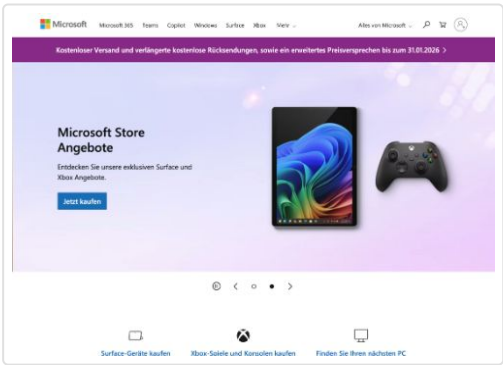 Microsoft Microsoft 365 Teams Copilot Windows Surface Xbox Mehr Alles von Microsoft
Kostenloser Versand und verlängerte kostenlose Rücksendungen, sowie ein erweitertes Preisversprechen bis zum 31.01.2026 >
Microsoft Store
Angebote
Entdecken Sie unsere exklusiven Surface und
Xbox Angebote.
Jetzt kaufen
Surface-Geräte kaufen Xbox-Spiele und Konsolen kaufen Finden Sie Ihren nächsten PC